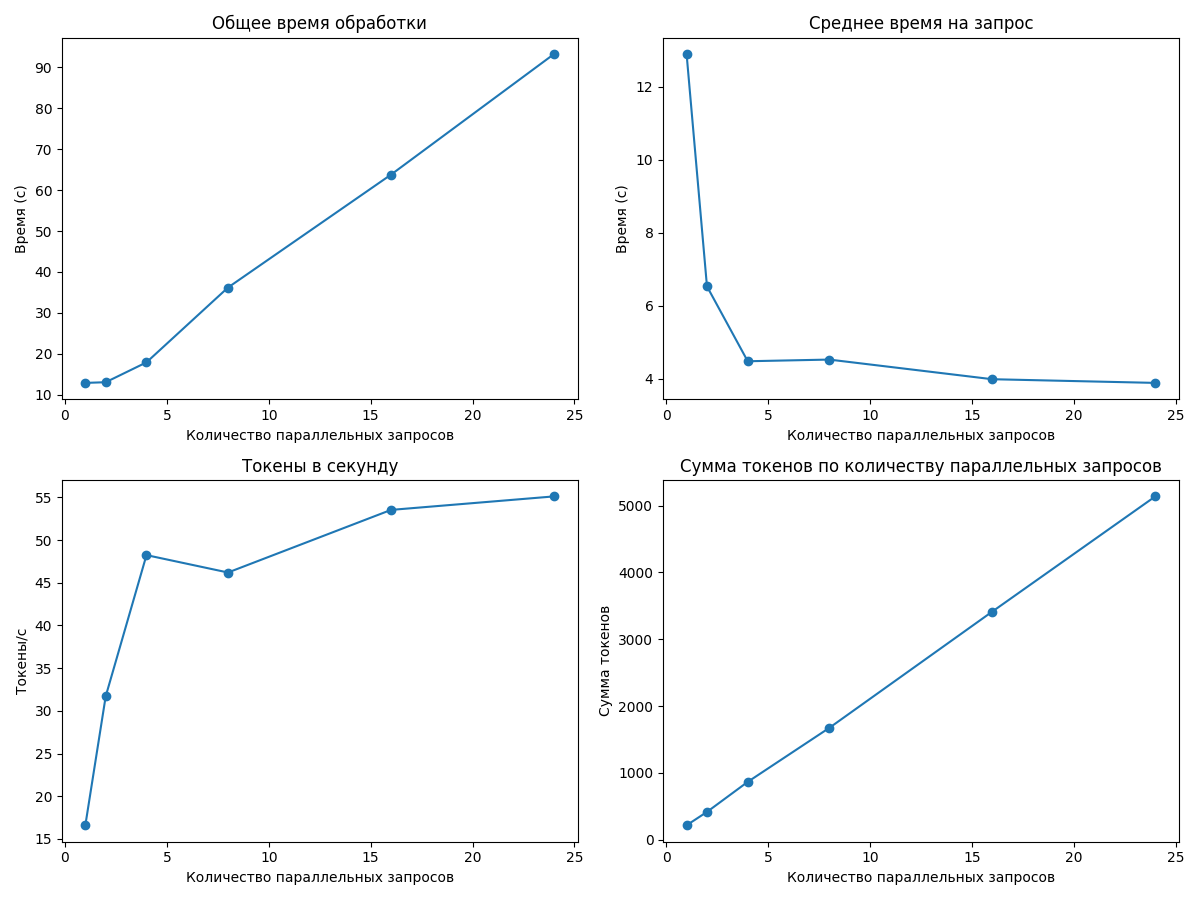 Общее время обработки
Время (с)
90
80
70
60
50
40
30
20
10
0 5 10 15 20 25
Количество параллельных запросов
Среднее время на запрос
Время (с)
12
10
8
6
4
0 5 10 15 20 25
Количество параллельных запросов
Токены в секунду
Токены/с
55
50
45
40
35
30
25
20
15
0 5 10 15 20 25
Количество параллельных запросов
Сумма токенов по количеству параллельных запросов
Сумма токенов
5000
4000
3000
2000
1000
0
0 5 10 15 20 25
Количество параллельных запросов